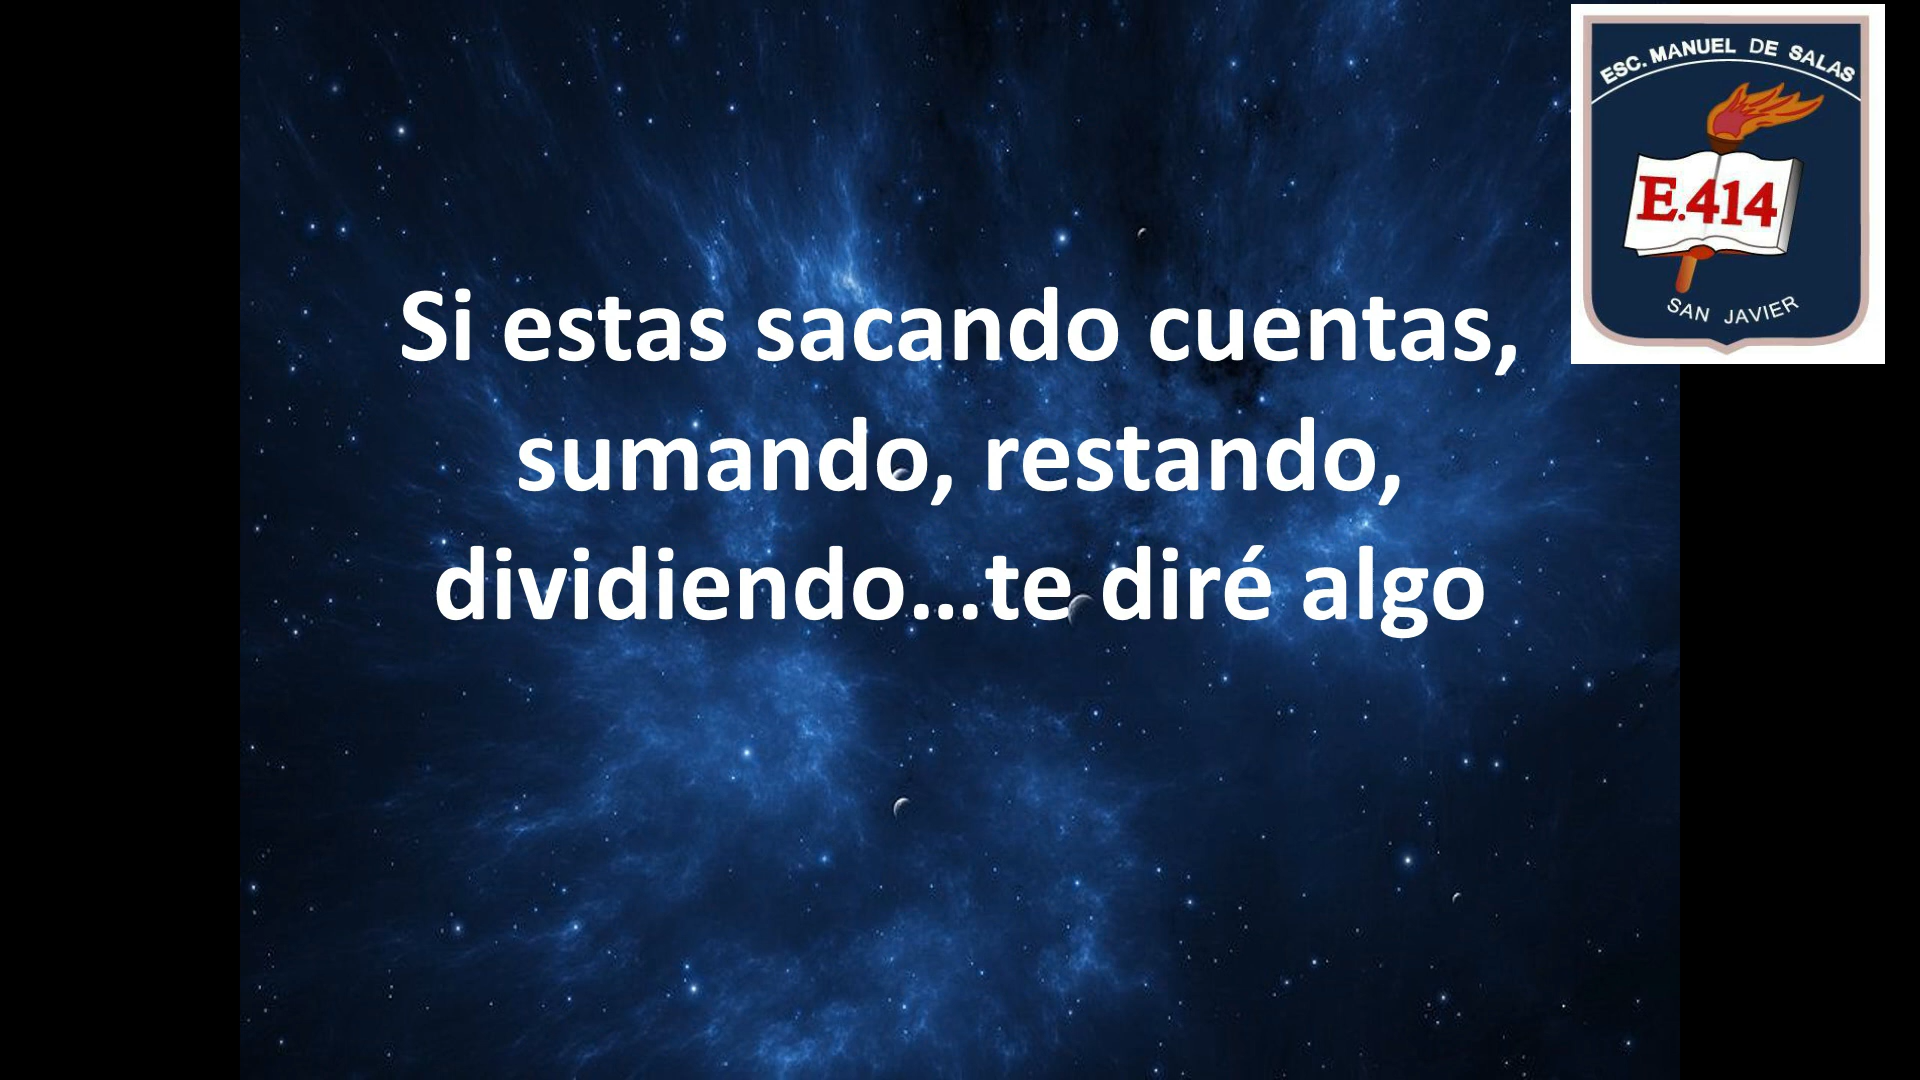 ESC. MANUEL DE SALAS
E.414
SAN JAVIER
Si estas sacando cuentas,
sumando, restando,
dividiendo...te diré algo